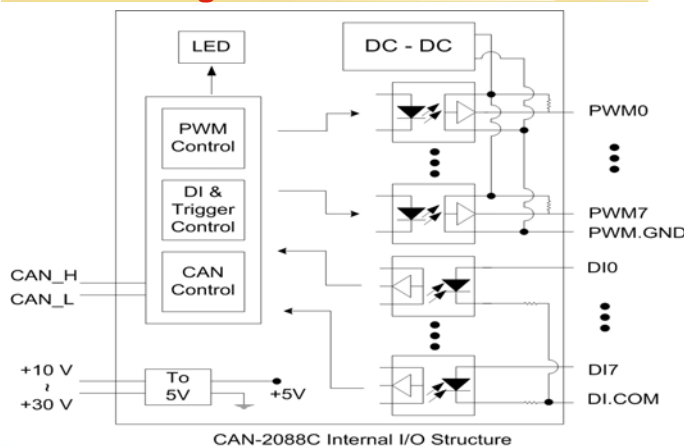 LED
DC - DC
PWM
Control
DI &
Trigger
Control
CAN
Control
CAN_H
CAN_L
+10 V
~
+30 V
To
5V
+5V
PWM0
PWM7
PWM.GND
DI0
DI7
DI.COM
CAN-2088C Internal I/O Structure